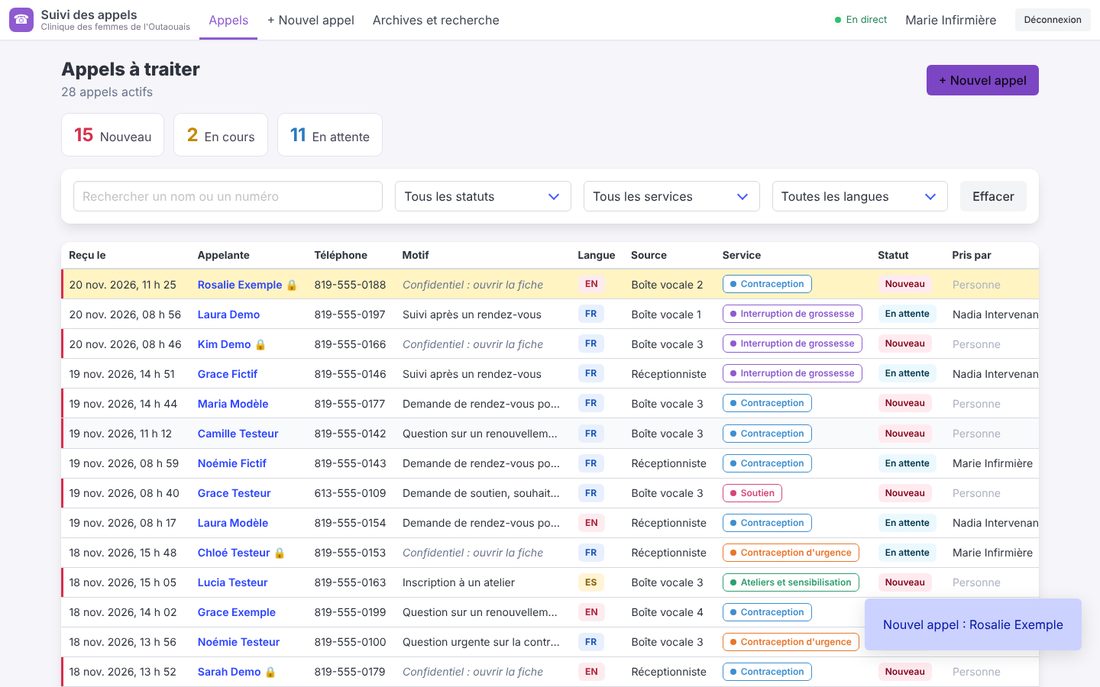 Suivi des appels
Clinique des femmes de l'Outaouais
Appels + Nouvel appel Archives et recherche
En direct Marie Infirmière Déconnexion
Appels à traiter
28 appels actifs
+ Nouvel appel
15 Nouveau 2 En cours 11 En attente
Rechercher un nom ou un numéro Tous les statuts Tous les services Toutes les langues Effacer
Reçu le Appelante Téléphone Motif Langue Source Service Statut Pris par
20 nov. 2026, 11 h 25 Rosalie Exemple 🔒 819-555-0188 Confidentiel : ouvrir la fiche EN Boîte vocale 2 Contraception Nouveau Personne
20 nov. 2026, 08 h 56 Laura Demo 819-555-0197 Suivi après un rendez-vous FR Boîte vocale 1 Interruption de grossesse En attente Nadia Intervenan
20 nov. 2026, 08 h 46 Kim Demo 🔒 819-555-0166 Confidentiel : ouvrir la fiche FR Boîte vocale 3 Interruption de grossesse Nouveau Personne
19 nov. 2026, 14 h 51 Grace Fictif 819-555-0146 Suivi après un rendez-vous FR Réceptionniste Interruption de grossesse En attente Nadia Intervenan
19 nov. 2026, 14 h 44 Maria Modèle 819-555-0177 Demande de rendez-vous po... FR Boîte vocale 3 Contraception Nouveau Personne
19 nov. 2026, 11 h 12 Camille Testeur 819-555-0142 Question sur un renouvellem... FR Boîte vocale 3 Contraception Nouveau Personne
19 nov. 2026, 08 h 59 Noémie Fictif 819-555-0143 Demande de rendez-vous po... FR Réceptionniste Contraception En attente Marie Infirmière
19 nov. 2026, 08 h 40 Grace Testeur 613-555-0109 Demande de soutien, souhait... FR Boîte vocale 3 Soutien Nouveau Personne
19 nov. 2026, 08 h 17 Laura Modèle 819-555-0154 Demande de rendez-vous po... EN Réceptionniste Contraception En attente Nadia Intervenan
18 nov. 2026, 15 h 48 Chloé Testeur 🔒 819-555-0153 Confidentiel : ouvrir la fiche FR Réceptionniste Contraception d'urgence En attente Marie Infirmière
18 nov. 2026, 15 h 05 Lucia Testeur 819-555-0163 Inscription à un atelier ES Boîte vocale 3 Ateliers et sensibilisation Nouveau Personne
18 nov. 2026, 14 h 02 Grace Exemple 819-555-0199 Question sur un renouvellem... EN Boîte vocale 4 Contraception
18 nov. 2026, 13 h 56 Noémie Testeur 819-555-0100 Question urgente sur la contr... FR Boîte vocale 3 Contraception d'urgence
Nouvel appel : Rosalie Exemple
18 nov. 2026, 13 h 52 Sarah Demo 🔒 819-555-0179 Confidentiel : ouvrir la fiche EN Réceptionniste Contraception Nouveau Personne